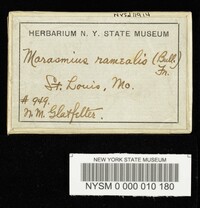 HERBARIUM N. Y. STATE MUSEUM
Marasmius ramealis (Bull.)
Fr.
St. Louis, Mo.
# 949.
N. M. Glatfelter.
NEW YORK STATE MUSEUM
NYSM 0 000 010 180